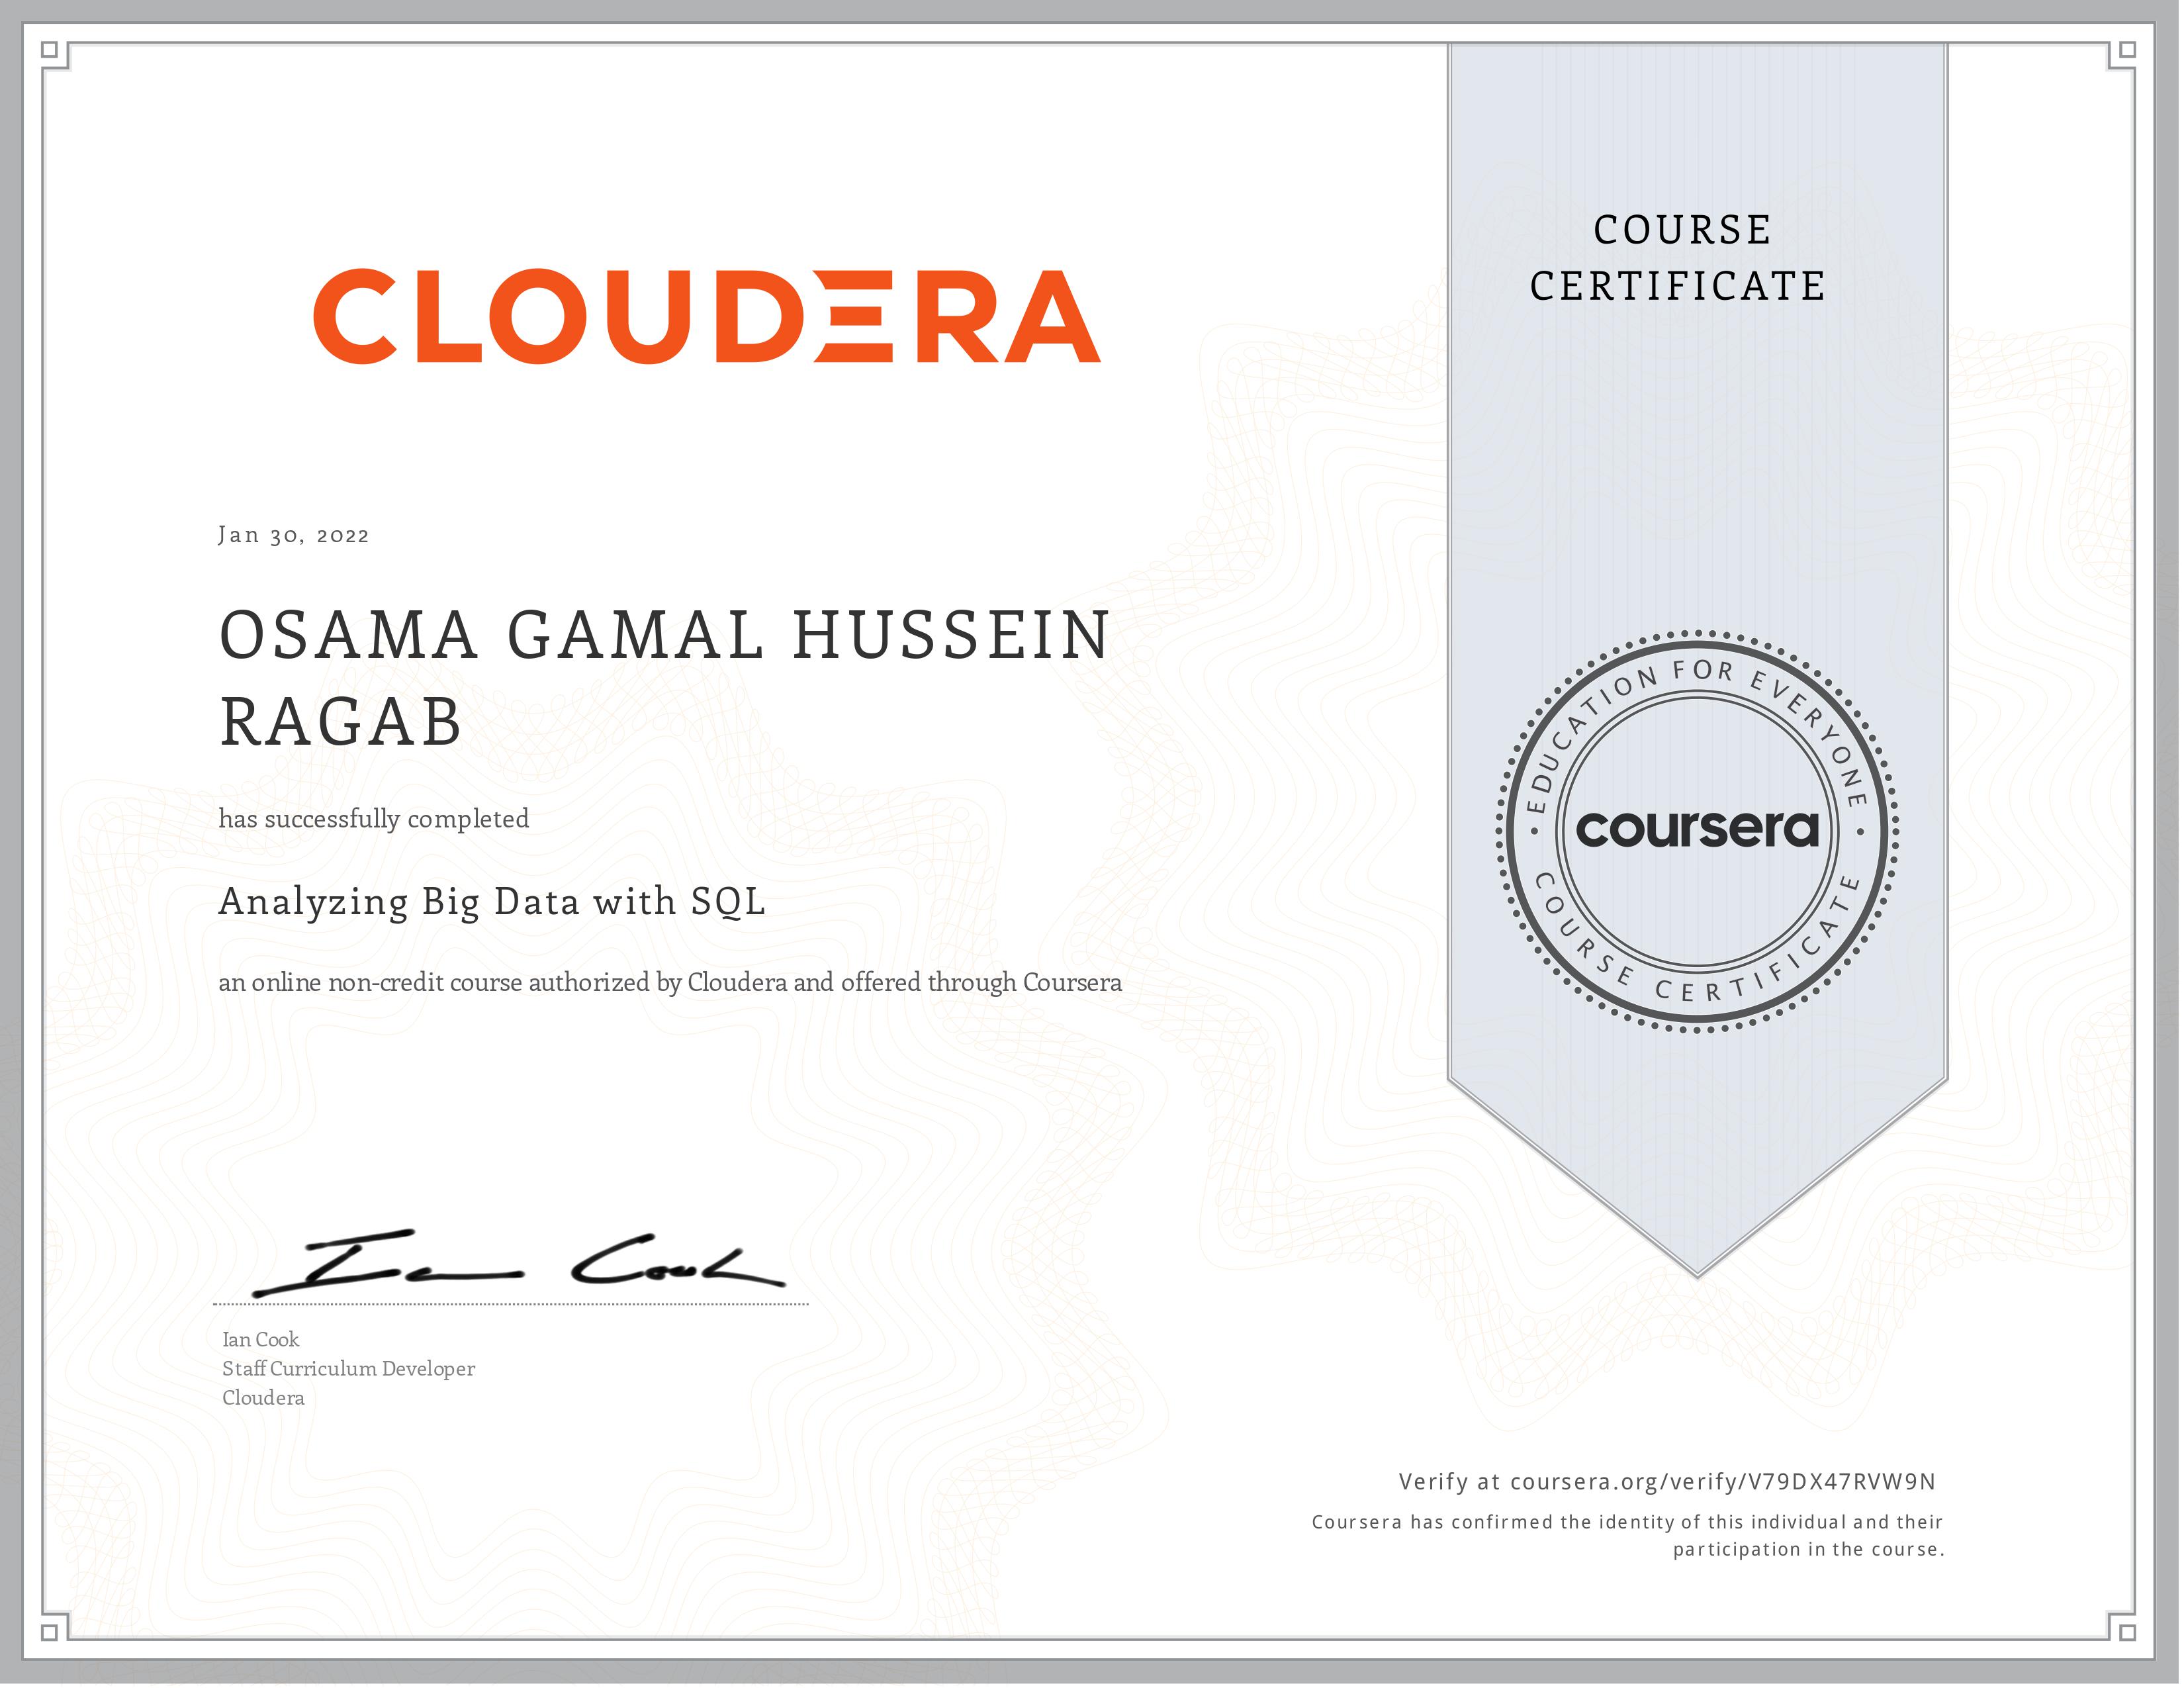 CLOUDERA
COURSE
CERTIFICATE
Jan 30, 2022
OSAMA GAMAL HUSSEIN
RAGAB
has successfully completed
Analyzing Big Data with SQL
an online non-credit course authorized by Cloudera and offered through Coursera
EDUCATION FOR EVERYONE
coursera
COURSE CERTIFICATE
Ian Cook
Ian Cook
Staff Curriculum Developer
Cloudera
Verify at coursera.org/verify/V79DX47RVW9N
Coursera has confirmed the identity of this individual and their
participation in the course.